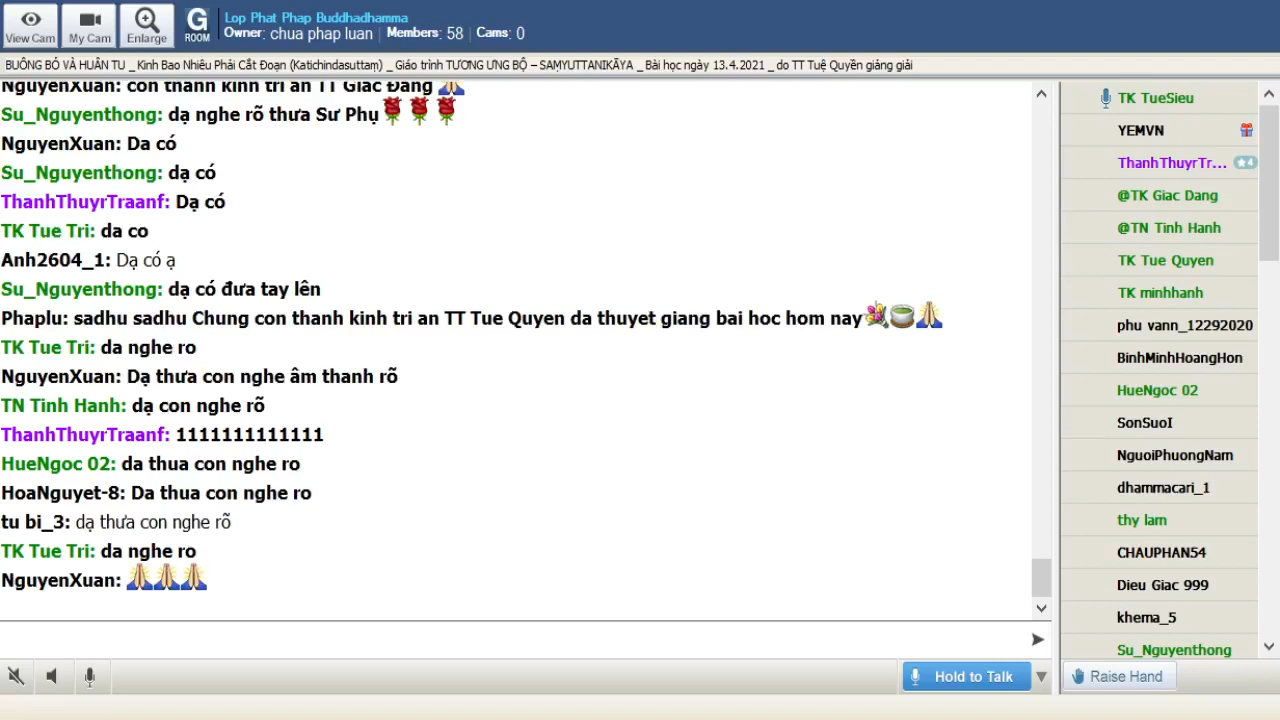 View Cam
My Cam
Enlarge
G
ROOM
Lop Phat Phap Buddhadhamma
Owner: chua phap luan | Members: 58 | Cams: 0
BUÔNG BỎ VÀ HUÂN TU _ Kinh Bao Nhiêu Phải Cắt Đoạn (Katichindasuttaṃ) _ Giáo trình TƯƠNG ƯNG BỘ – SAṂYUTTANIKĀYA _ Bài học ngày 13.4.2021 _ do TT Tuệ Quyền giảng giải
NguyenXuan: con thanh kinh tri ân TT Giác Đăng 🙏
Su_Nguyenthong: dạ nghe rõ thưa Sư Phụ🌹🌹🌹
NguyenXuan: Da có
Su_Nguyenthong: dạ có
ThanhThuyrTraanf: Dạ có
TK Tue Tri: da co
Anh2604_1: Dạ có ạ
Su_Nguyenthong: dạ có đưa tay lên
Phaplu: sadhu sadhu Chung con thanh kinh tri an TT Tue Quyen da thuyet giang bai hoc hom nay💐🍵🙏
TK Tue Tri: da nghe ro
NguyenXuan: Dạ thưa con nghe âm thanh rõ
TN Tinh Hanh: dạ con nghe rõ
ThanhThuyrTraanf: 1111111111111
HueNgoc 02: da thua con nghe ro
HoaNguyet-8: Da thua con nghe ro
tu bi_3: dạ thưa con nghe rõ
TK Tue Tri: da nghe ro
NguyenXuan: 🙏🙏🙏
Hold to Talk
TK TueSieu
YEMVN
ThanhThuyrTr... ★4
@TK Giac Dang
@TN Tinh Hanh
TK Tue Quyen
TK minhhanh
phu vann_12292020
BinhMinhHoangHon
HueNgoc 02
SonSuoI
NguoiPhuongNam
dhammacari_1
thy lam
CHAUPHAN54
Dieu Giac 999
khema_5
Su_Nguyenthong
Raise Hand